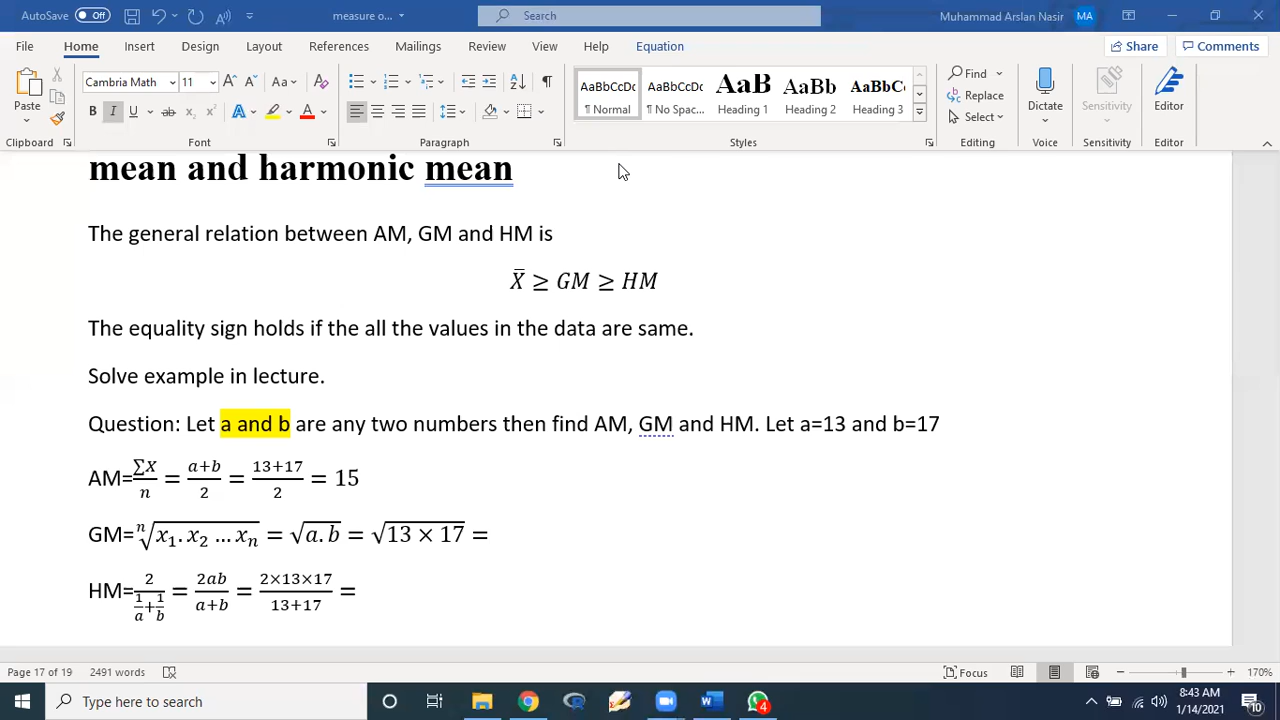 AutoSave Off measure o... Search Muhammad Arslan Nasir MA
File Home Insert Design Layout References Mailings Review View Help Equation Share Comments
Paste Cambria Math 11 A A Aa A AaBbCcDc AaBbCcDc AaB AaBb AaBbC Find Dictate Sensitivity Editor
B I U ab x₂ x² A A ¶ Normal ¶ No Spac... Heading 1 Heading 2 Heading 3 Replace
Select
Clipboard Font Paragraph Styles Editing Voice Sensitivity Editor
mean and harmonic mean
The general relation between AM, GM and HM is
X̄ ≥ GM ≥ HM
The equality sign holds if the all the values in the data are same.
Solve example in lecture.
Question: Let a and b are any two numbers then find AM, GM and HM. Let a=13 and b=17
AM=∑X/n = a+b/2 = 13+17/2 = 15
GM=ⁿ√x₁.x₂ ... xₙ = √a.b = √13 × 17 =
HM=2/(1/a+1/b) = 2ab/a+b = 2×13×17/13+17 =
Page 17 of 19 2491 words Focus 170%
Type here to search W 4 8:43 AM
1/14/2021 10